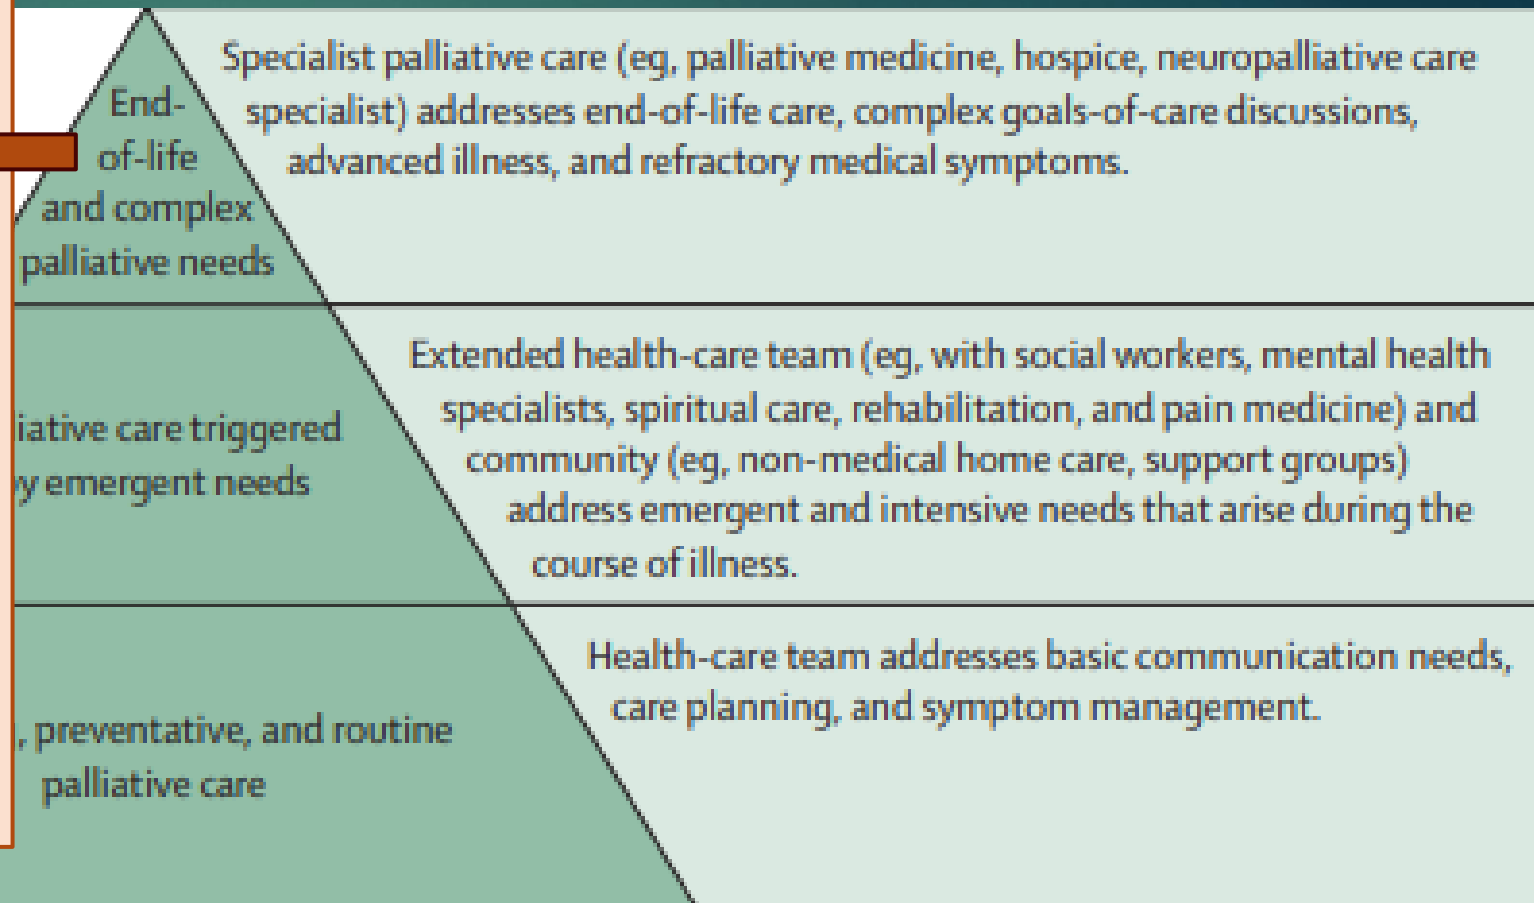 End-
of-life
and complex
palliative needs
Specialist palliative care (eg, palliative medicine, hospice, neuropalliative care
specialist) addresses end-of-life care, complex goals-of-care discussions,
advanced illness, and refractory medical symptoms.
iative care triggered
y emergent needs
Extended health-care team (eg, with social workers, mental health
specialists, spiritual care, rehabilitation, and pain medicine) and
community (eg, non-medical home care, support groups)
address emergent and intensive needs that arise during the
course of illness.
, preventative, and routine
palliative care
Health-care team addresses basic communication needs,
care planning, and symptom management.